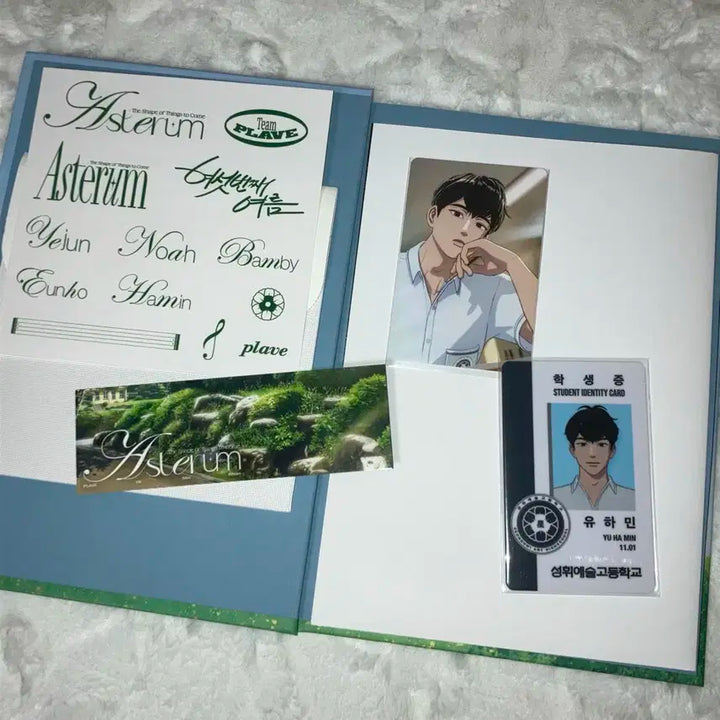 Asterum
The Shape of Things to Come
Team
PLAVE
Asterum
The Shape of Things to Come
여섯번째
여름
Yejun
Noah
Bamby
Eunho
Hamin
plave
Asterum
학생증
STUDENT IDENTITY CARD
유하민
YU HA MIN
11.01
성휘예술고등학교